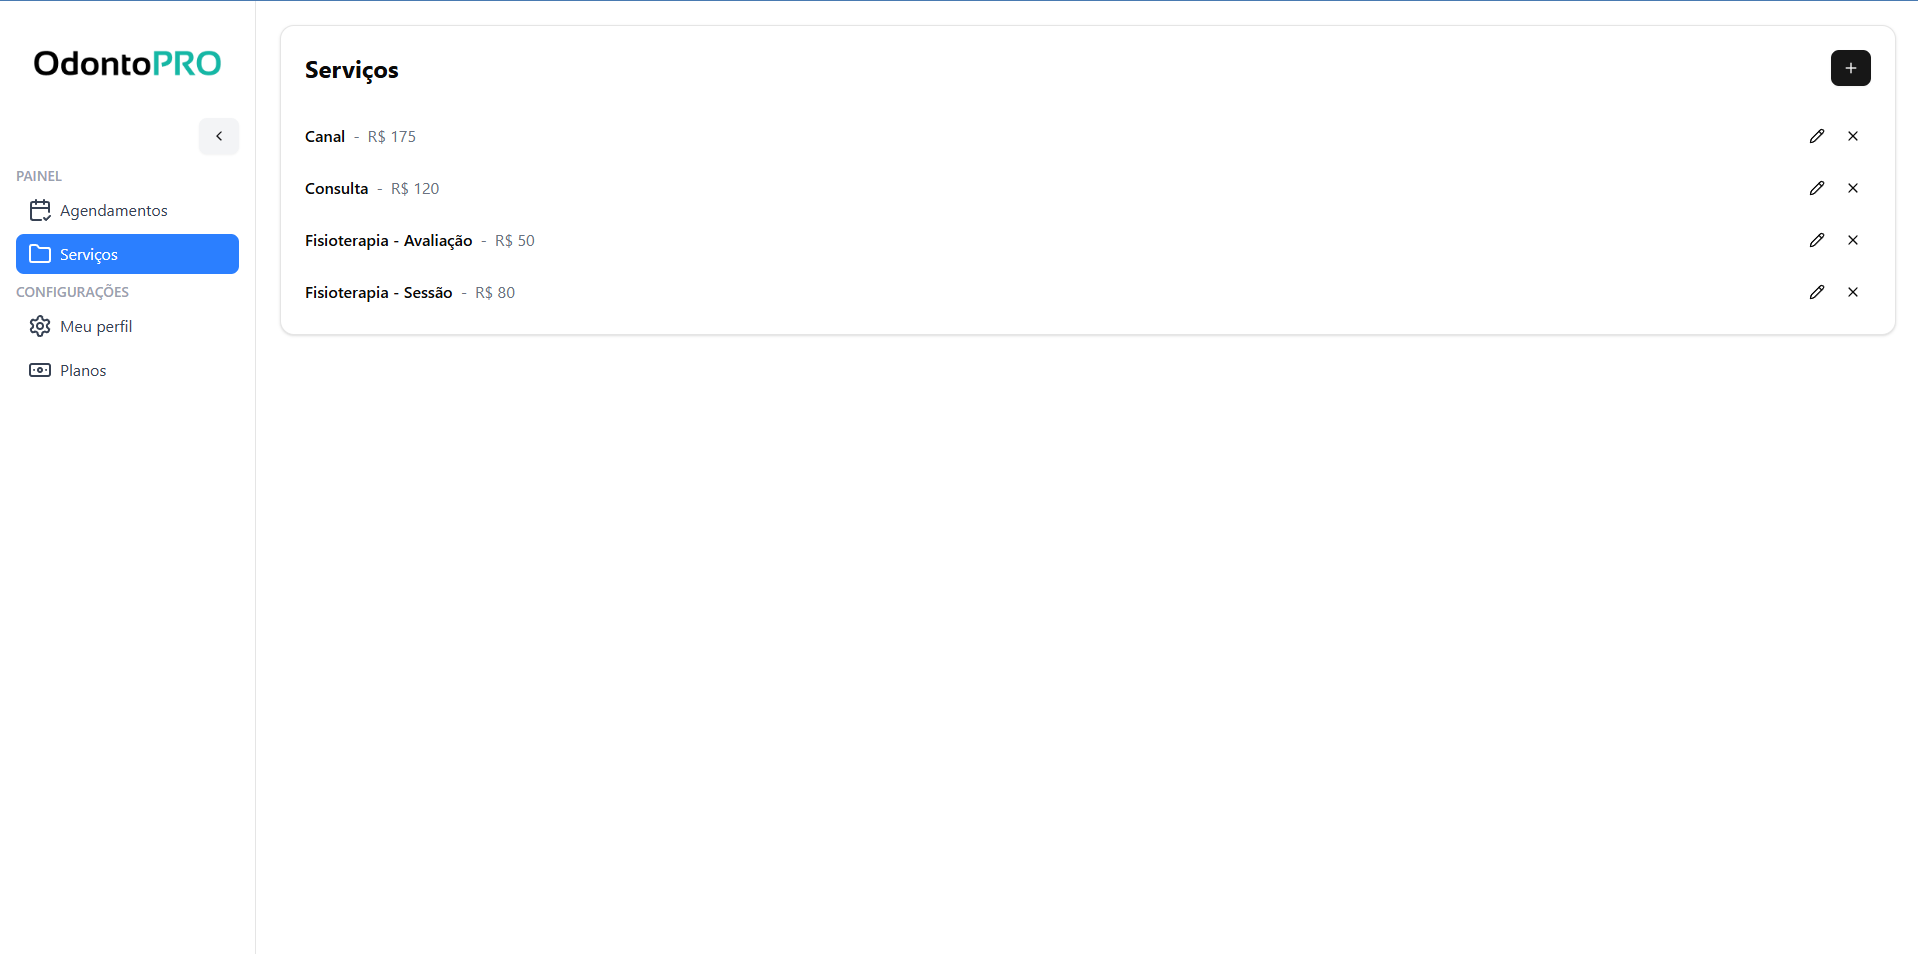 OdontoPRO
PAINEL
Agendamentos
Serviços
CONFIGURAÇÕES
Meu perfil
Planos
Serviços
Canal - R$ 175
Consulta - R$ 120
Fisioterapia - Avaliação - R$ 50
Fisioterapia - Sessão - R$ 80